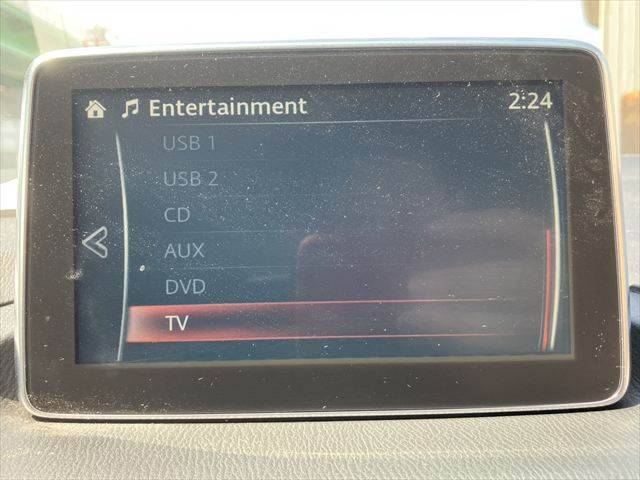 Entertainment 2:24
USB 1
USB 2
CD
AUX
DVD
TV